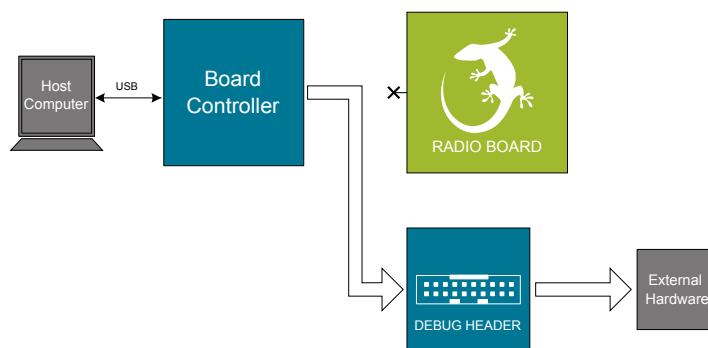 Host
Computer
USB
Board
Controller
RADIO BOARD
DEBUG HEADER
External
Hardware